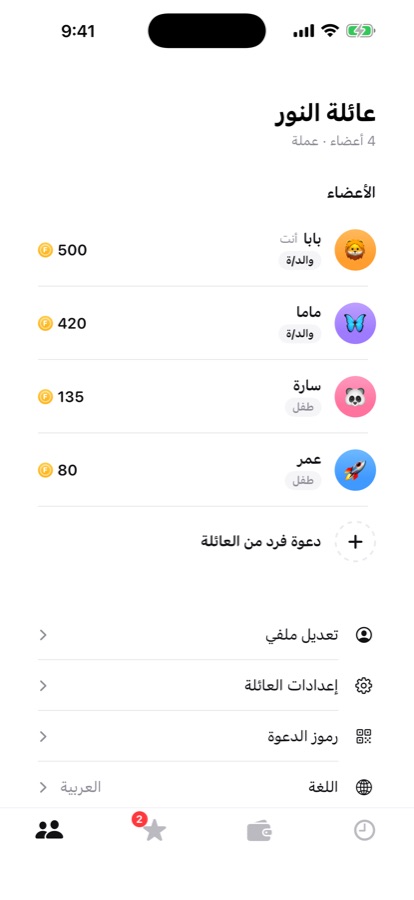 9:41
عائلة النور
4 أعضاء · عملة
الأعضاء
بابا أنت
والد/ة
500
ماما
والد/ة
420
سارة
طفل
135
عمر
طفل
80
دعوة فرد من العائلة
تعديل ملفي
إعدادات العائلة
رموز الدعوة
اللغة العربية
2